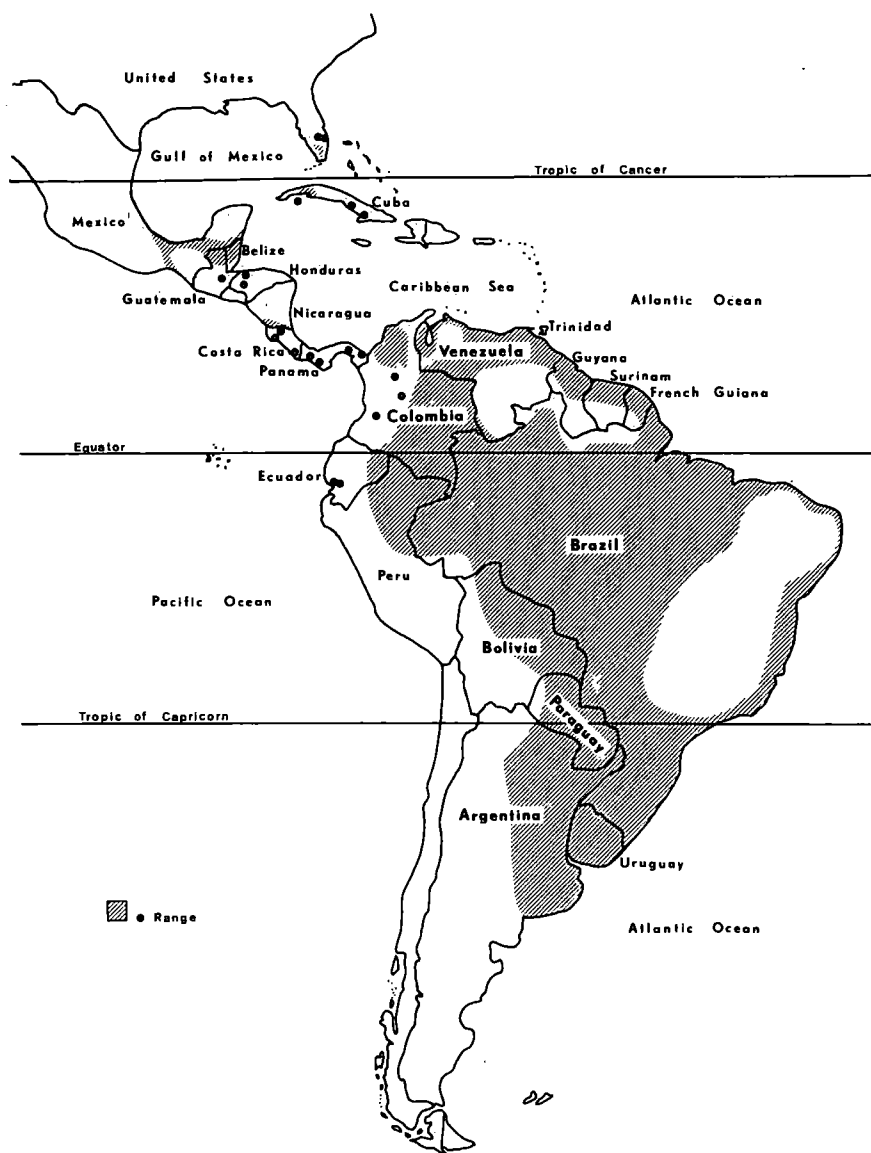 United States
Gulf of Mexico
Tropic of Cancer
Cuba
Mexico
Belize
Honduras
Caribbean Sea
Guatemala
Nicaragua
Atlantic Ocean
Trinidad
Costa Rica
Venezuela
Guyana
Panama
Surinam
French Guiana
Colombia
Equator
Ecuador
Brazil
Peru
Pacific Ocean
Bolivia
Tropic of Capricorn
Paraguay
Argentina
Uruguay
Range
Atlantic Ocean